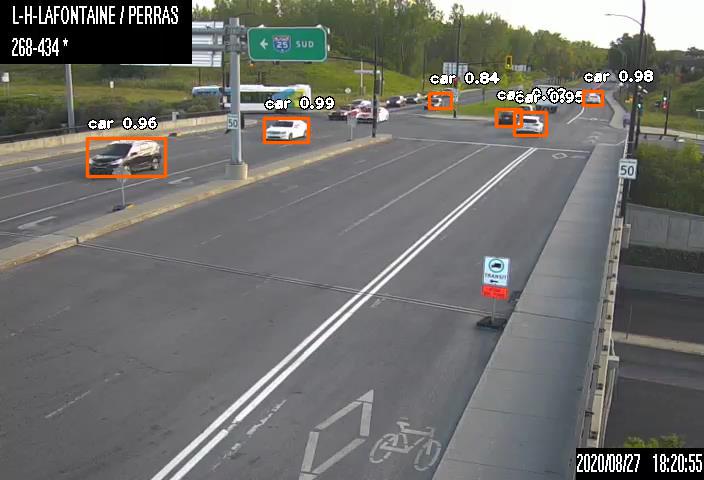 L-H-LAFONTAINE / PERRAS
268-434 *
25 SUD
car 0.84
car 0.98
car 0.95
car 0.99
car 0.96
50
50
TRANSIT
2020/08/27 18:20:55